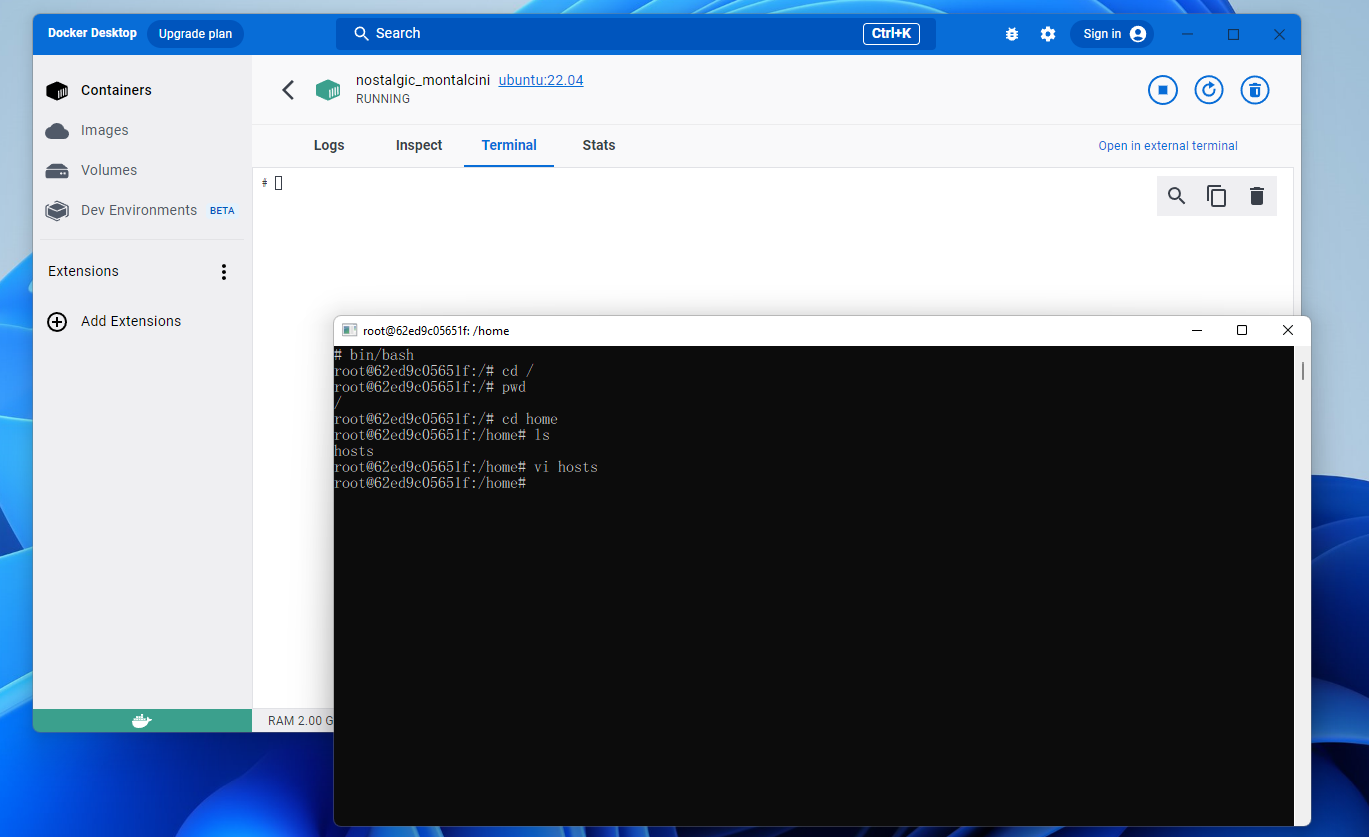 Docker Desktop
Upgrade plan
Search
Ctrl+K
Sign in
Containers
Images
Volumes
Dev Environments BETA
Extensions
Add Extensions
nostalgic_montalcini ubuntu:22.04
RUNNING
Logs Inspect Terminal Stats
Open in external terminal
#
RAM 2.00 G
root@62ed9c05651f: /home
# bin/bash
root@62ed9c05651f:/# cd /
root@62ed9c05651f:/# pwd
/
root@62ed9c05651f:/# cd home
root@62ed9c05651f:/home# ls
hosts
root@62ed9c05651f:/home# vi hosts
root@62ed9c05651f:/home#